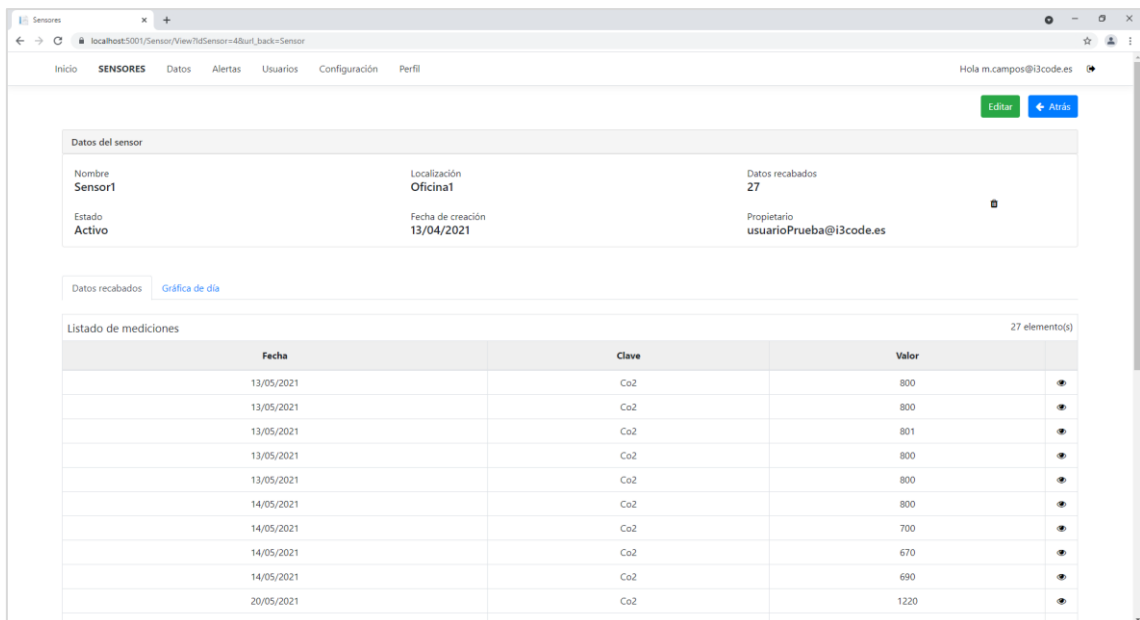 Sensores
localhost:5001/Sensor/View?IdSensor=4&url_back=Sensor
Inicio SENSORES Datos Alertas Usuarios Configuración Perfil Hola m.campos@i3code.es
Editar Atrás
Datos del sensor
Nombre Localización Datos recabados
Sensor1 Oficina1 27
Estado Fecha de creación Propietario
Activo 13/04/2021 usuarioPrueba@i3code.es
Datos recabados Gráfica de día
Listado de mediciones 27 elemento(s)
Fecha Clave Valor
13/05/2021 Co2 800
13/05/2021 Co2 800
13/05/2021 Co2 801
13/05/2021 Co2 800
13/05/2021 Co2 800
14/05/2021 Co2 800
14/05/2021 Co2 700
14/05/2021 Co2 670
14/05/2021 Co2 690
20/05/2021 Co2 1220